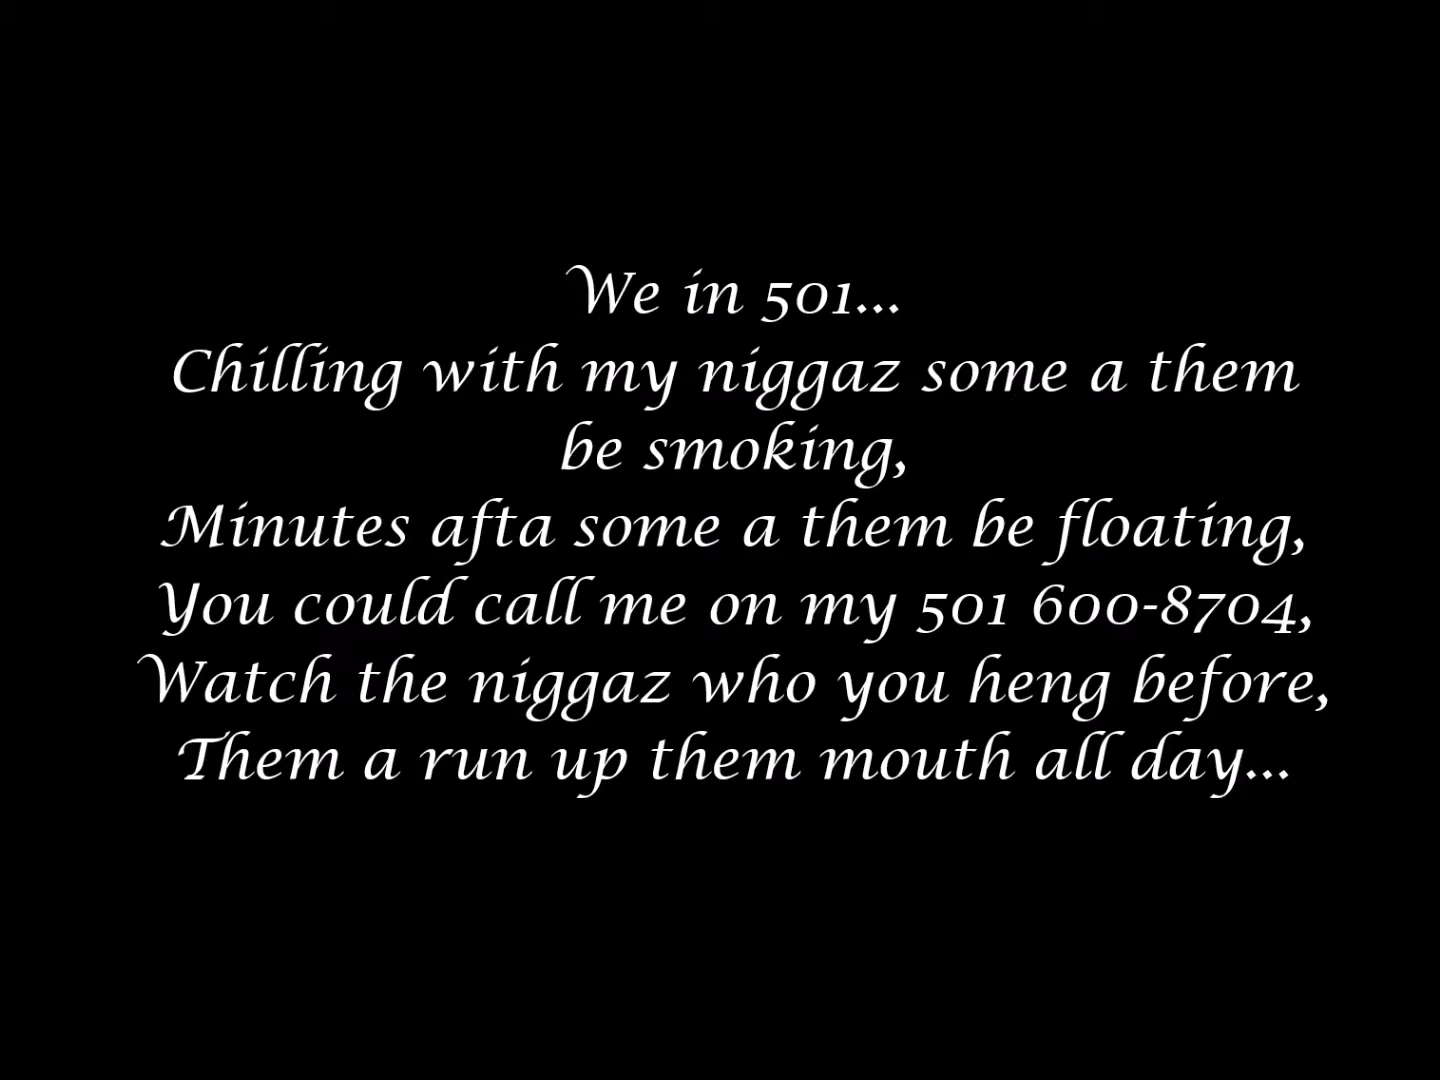 We in 501...
Chilling with my niggaz some a them
be smoking,
Minutes afta some a them be floating,
You could call me on my 501 600-8704,
Watch the niggaz who you heng before,
Them a run up them mouth all day...